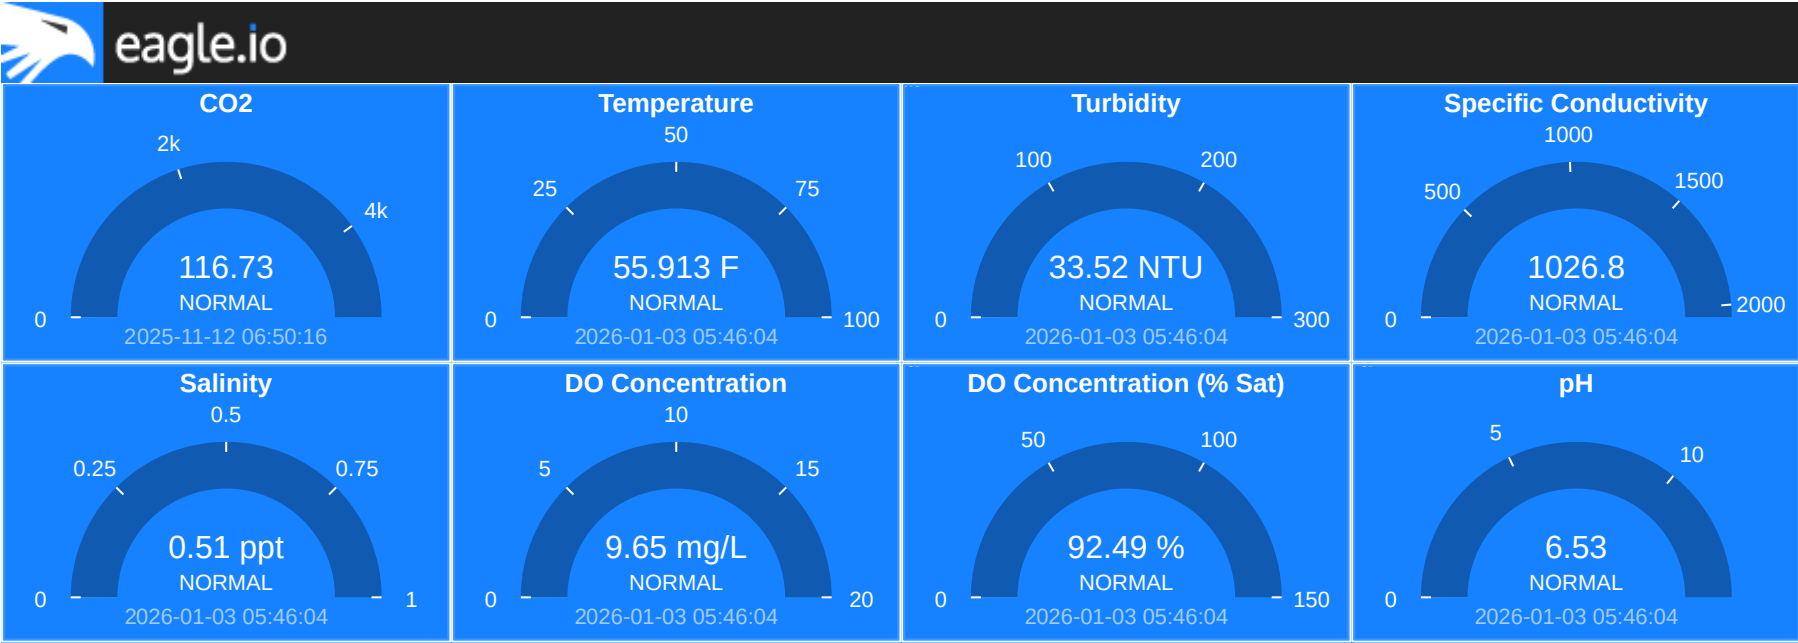 eagle.io
CO2
2k
4k
116.73
NORMAL
0
2025-11-12 06:50:16
Temperature
50
25
75
55.913 F
NORMAL
0
100
2026-01-03 05:46:04
Turbidity
100
200
33.52 NTU
NORMAL
0
300
2026-01-03 05:46:04
Specific Conductivity
1000
500
1500
1026.8
NORMAL
0
2000
2026-01-03 05:46:04
Salinity
0.5
0.25
0.75
0.51 ppt
NORMAL
0
1
2026-01-03 05:46:04
DO Concentration
10
5
15
9.65 mg/L
NORMAL
0
20
2026-01-03 05:46:04
DO Concentration (% Sat)
50
100
92.49 %
NORMAL
0
150
2026-01-03 05:46:04
pH
5
10
6.53
NORMAL
0
2026-01-03 05:46:04